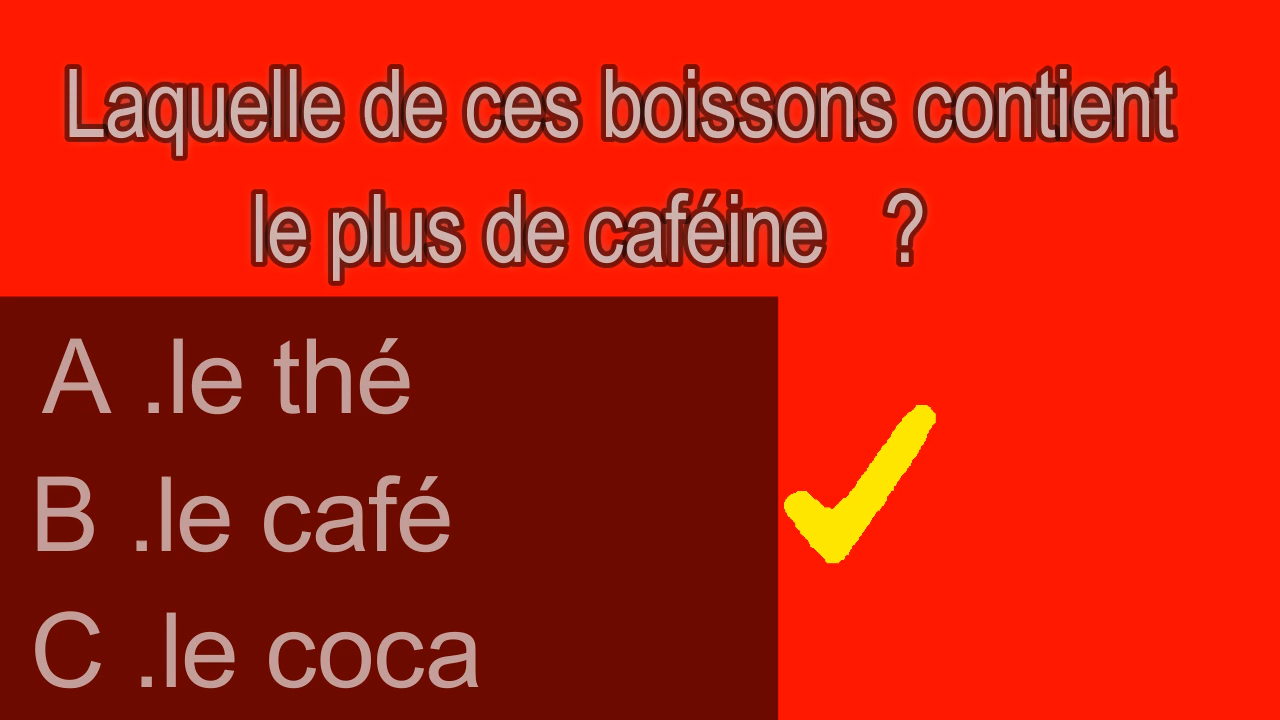 Laquelle de ces boissons contient
le plus de caféine ?
A .le thé
B .le café
C .le coca